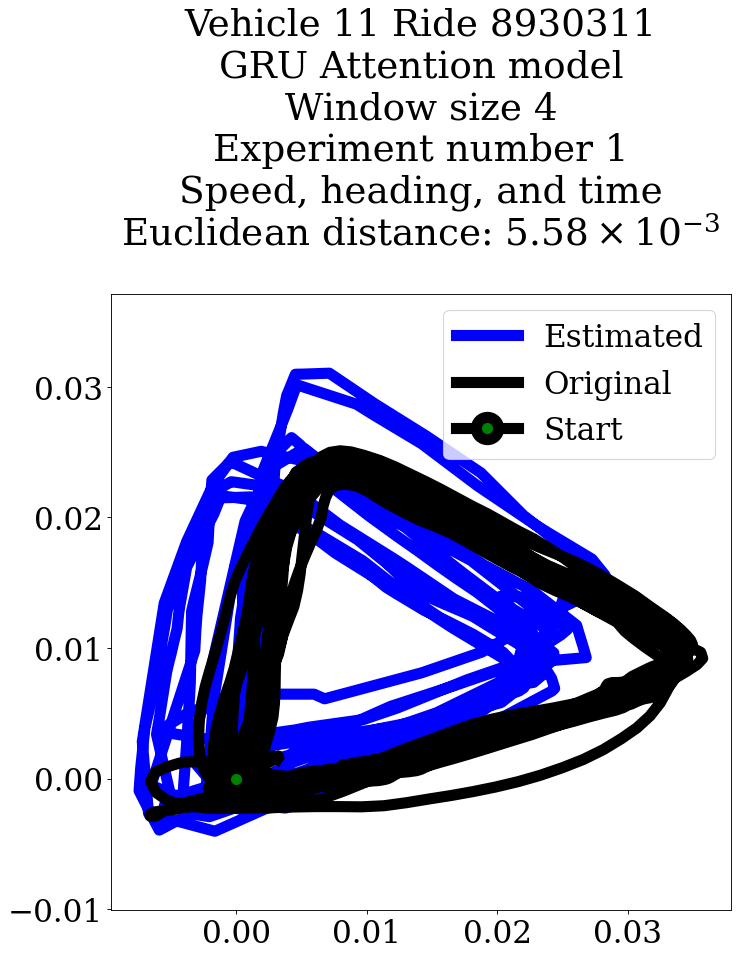 Vehicle 11 Ride 8930311
GRU Attention model
Window size 4
Experiment number 1
Speed, heading, and time
Euclidean distance: 5.58 × 10⁻³
Estimated
Original
Start
0.03
0.02
0.01
0.00
−0.01
0.00 0.01 0.02 0.03